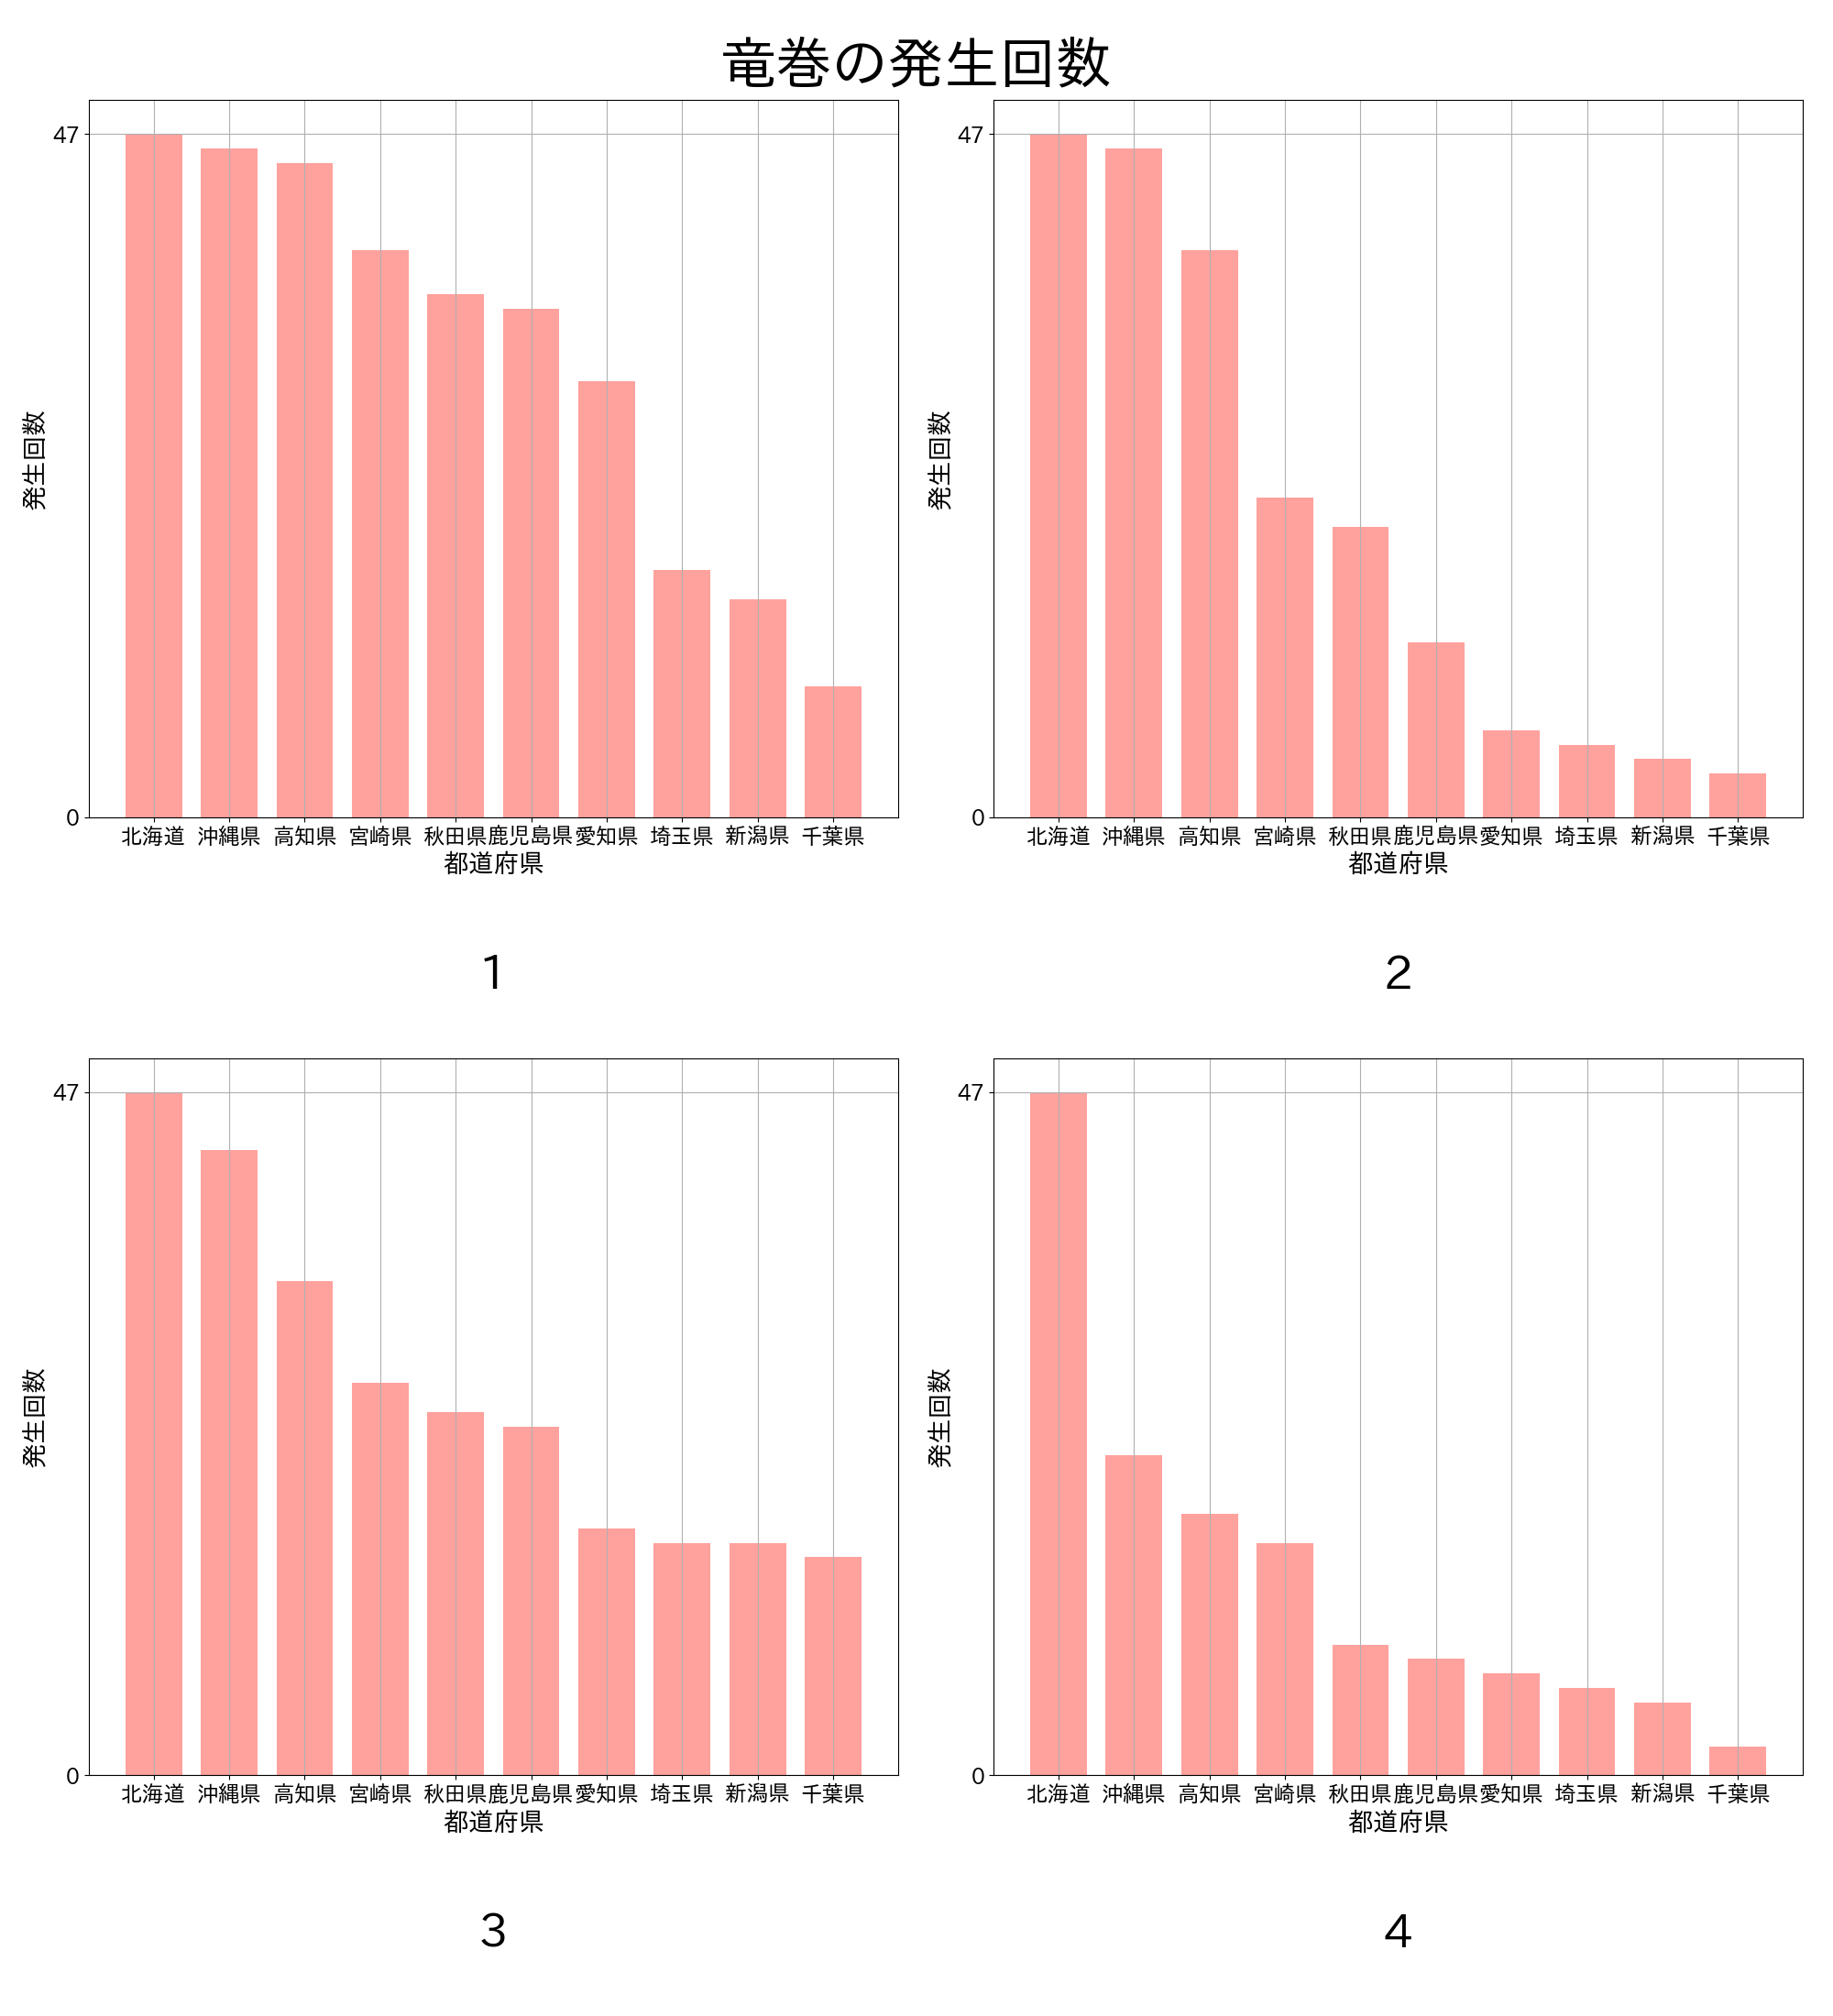 竜巻の発生回数
47
0
発生回数
北海道 沖縄県 高知県 宮崎県 秋田県 鹿児島県 愛知県 埼玉県 新潟県 千葉県
都道府県
1
47
0
発生回数
北海道 沖縄県 高知県 宮崎県 秋田県 鹿児島県 愛知県 埼玉県 新潟県 千葉県
都道府県
2
47
0
発生回数
北海道 沖縄県 高知県 宮崎県 秋田県 鹿児島県 愛知県 埼玉県 新潟県 千葉県
都道府県
3
47
0
発生回数
北海道 沖縄県 高知県 宮崎県 秋田県 鹿児島県 愛知県 埼玉県 新潟県 千葉県
都道府県
4